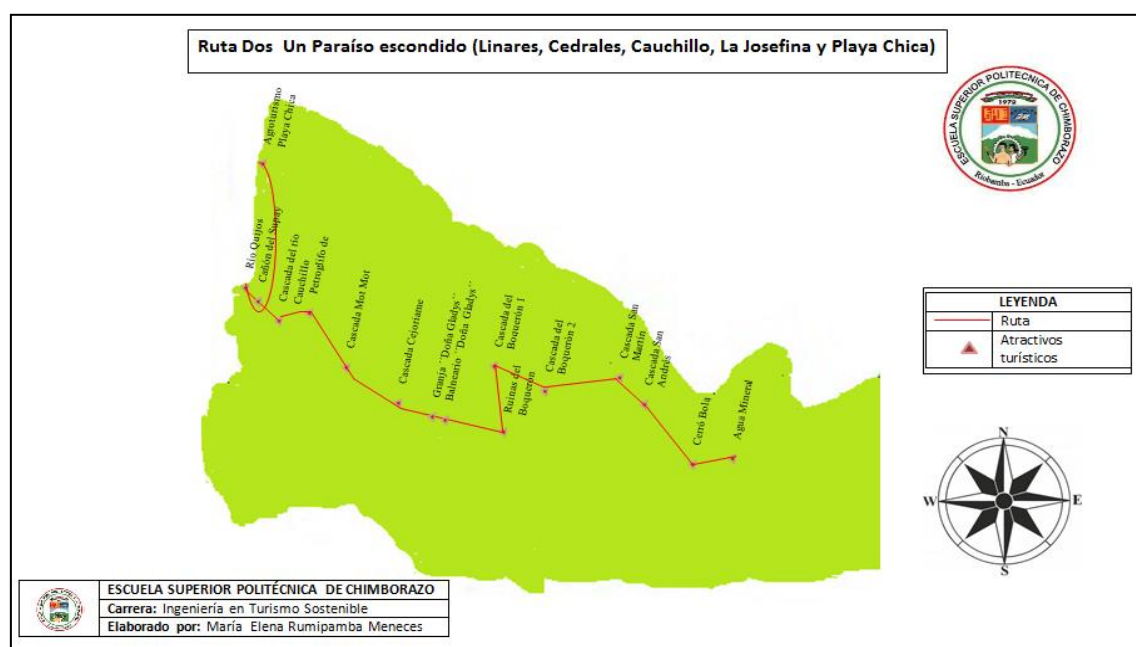 Ruta Dos Un Paraíso escondido (Linares, Cedrales, Cauchillo, La Josefina y Playa Chica)
ESCUELA SUPERIOR POLITECNICA DE CHIMBORAZO
1972
Riobamba - Ecuador
Agroturismo
Playa Chica
Río Quijos
Cañón del Supay
Cascada del río
Cauchillo
Petroglifo de
Cascada Mot Mot
Cascada Cejoriame
Granja ´´Doña Gladys´´
Balneario ´´Doña Gladys´´
Cascada del
Boquerón 1
Ruinas del
Boquerón
Cascada del
Boquerón 2
Cascada San
Martin
Cascada San
Andrés
Cerró Bola
Agua Mineral
LEYENDA
Ruta
Atractivos
turísticos
N
W
E
S
ESCUELA SUPERIOR POLITÉCNICA DE CHIMBORAZO
Carrera: Ingeniería en Turismo Sostenible
Elaborado por: María Elena Rumipamba Meneces